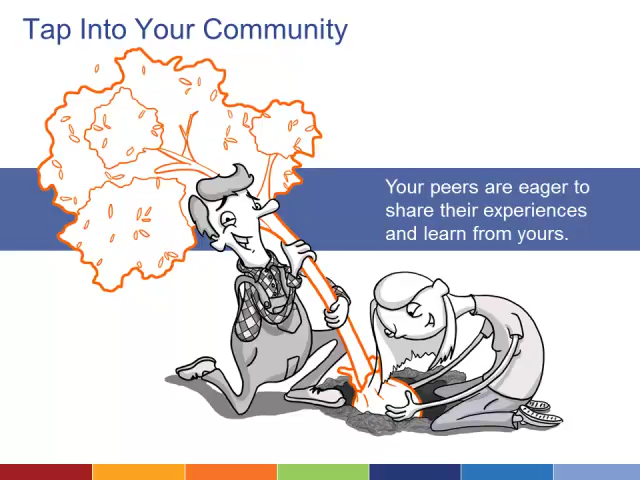 Tap Into Your Community
Your peers are eager to
share their experiences
and learn from yours.